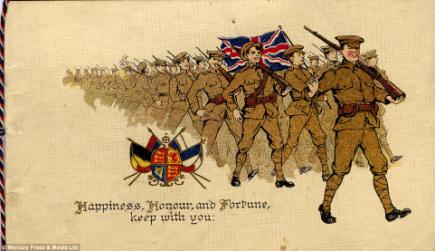 Happiness, Honour, and Fortune,
keep with you:
© Mercury Press & Media Ltd